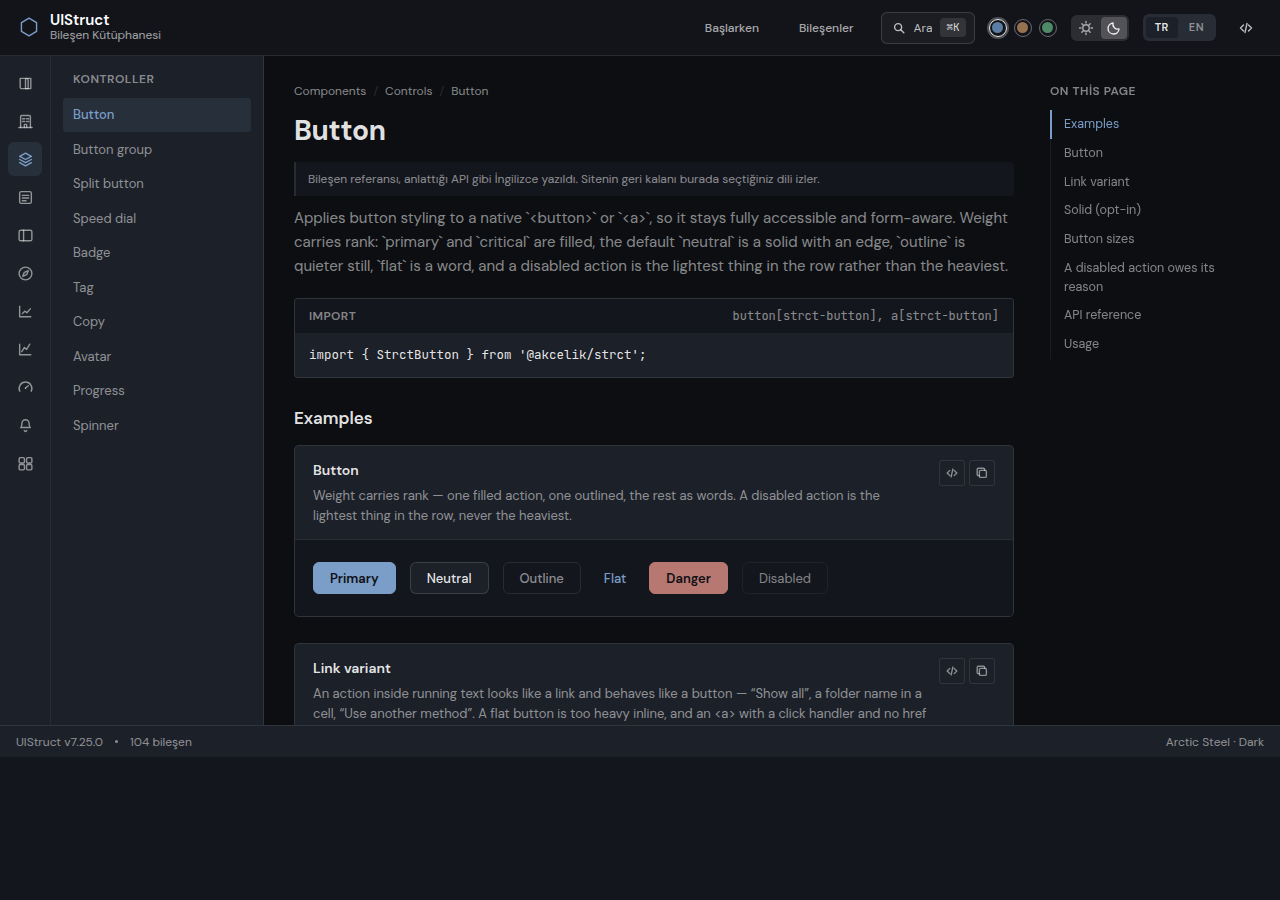 UIStruct
Bileşen Kütüphanesi
Başlarken
Bileşenler
Ara ⌘K
TR EN
KONTROLLER
Button
Button group
Split button
Speed dial
Badge
Tag
Copy
Avatar
Progress
Spinner
Components / Controls / Button
Button
Bileşen referansı, anlattığı API gibi İngilizce yazıldı. Sitenin geri kalanı burada seçtiğiniz dili izler.
Applies button styling to a native `<button>` or `<a>`, so it stays fully accessible and form-aware. Weight
carries rank: `primary` and `critical` are filled, the default `neutral` is a solid with an edge, `outline` is
quieter still, `flat` is a word, and a disabled action is the lightest thing in the row rather than the heaviest.
IMPORT
button[strct-button], a[strct-button]
import { StrctButton } from '@akcelik/strct';
Examples
Button
Weight carries rank — one filled action, one outlined, the rest as words. A disabled action is the
lightest thing in the row, never the heaviest.
Primary
Neutral
Outline
Flat
Danger
Disabled
Link variant
An action inside running text looks like a link and behaves like a button — “Show all”, a folder name in a
cell, “Use another method”. A flat button is too heavy inline, and an <a> with a click handler and no href
ON THİS PAGE
Examples
Button
Link variant
Solid (opt-in)
Button sizes
A disabled action owes its
reason
API reference
Usage
UIStruct v7.25.0 • 104 bileşen
Arctic Steel · Dark